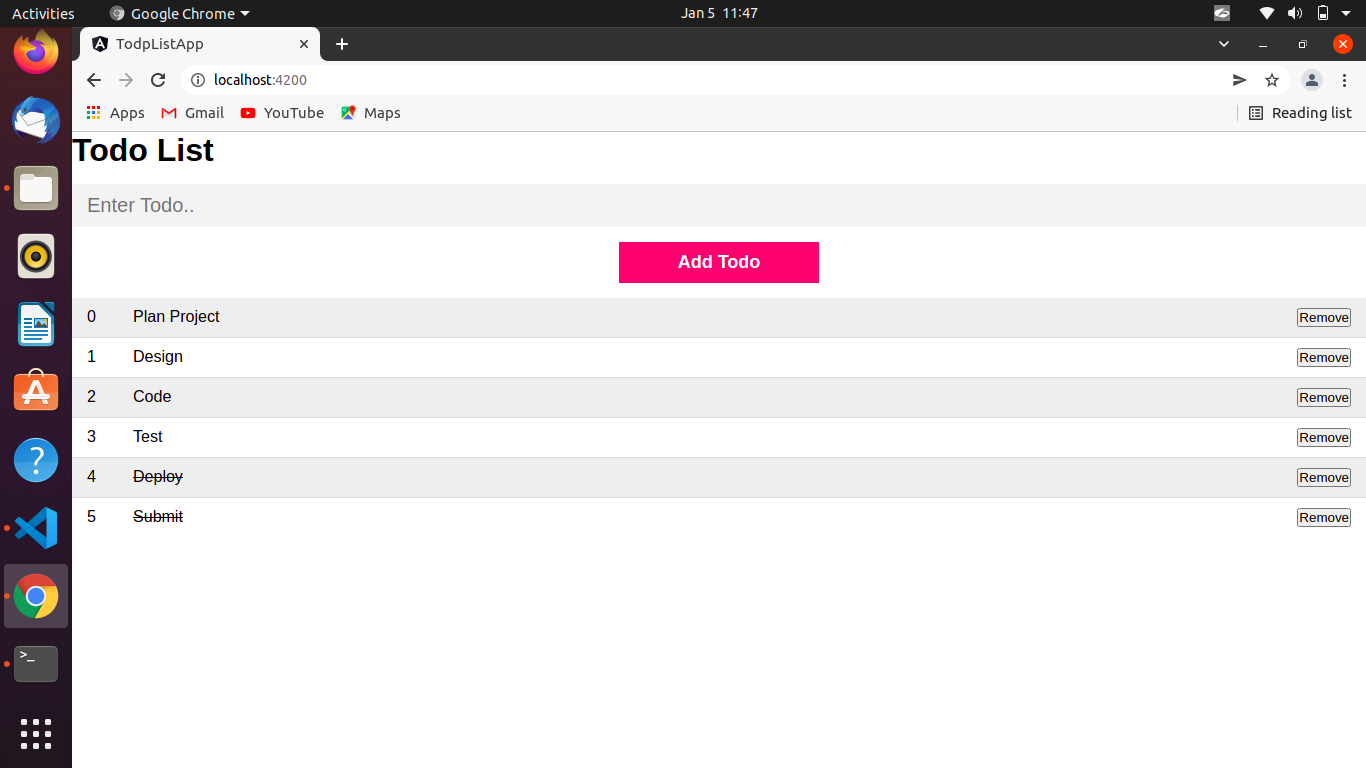 Activities Google Chrome Jan 5 11:47
TodpListApp
localhost:4200
Apps Gmail YouTube Maps Reading list
Todo List
Enter Todo..
Add Todo
0 Plan Project Remove
1 Design Remove
2 Code Remove
3 Test Remove
4 Deploy Remove
5 Submit Remove